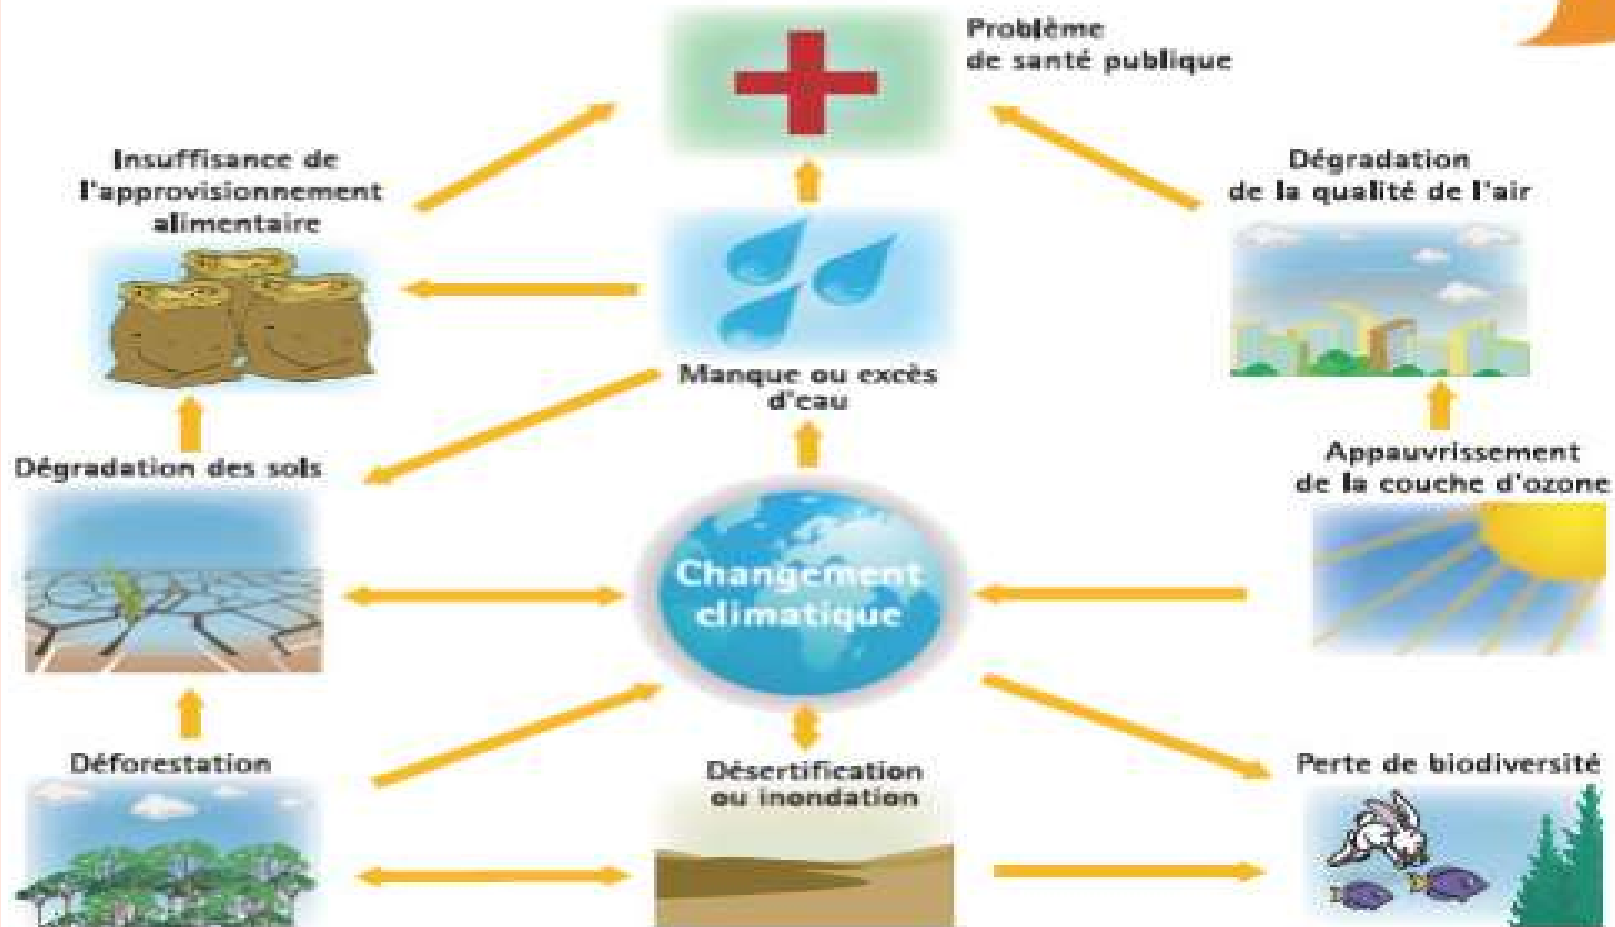 Problème
de santé publique
Insuffisance de
l'approvisionnement
alimentaire
Dégradation
de la qualité de l'air
Manque ou excès
d'eau
Dégradation des sols
Appauvrissement
de la couche d'ozone
Changement
climatique
Déforestation
Désertification
ou inondation
Perte de biodiversité